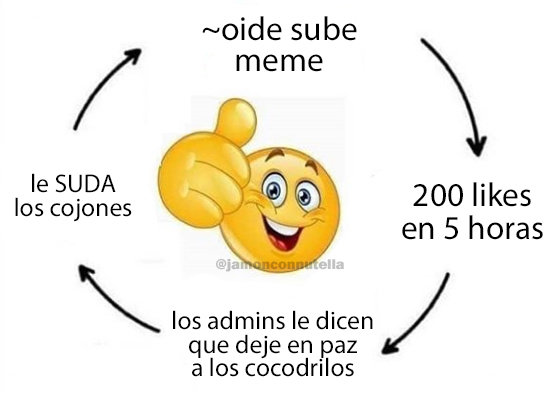 ~oide sube
meme
200 likes
en 5 horas
los admins le dicen
que deje en paz
a los cocodrilos
le SUDA
los cojones
@jamonconnutella